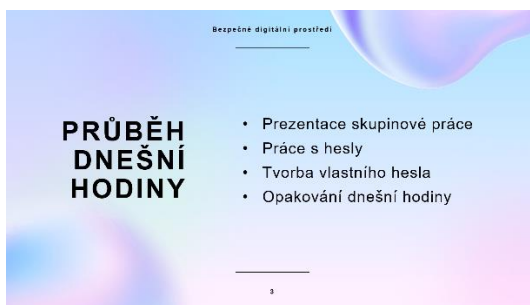 Bezpečné digitální prostředí
PRŮBĚH
DNEŠNÍ
HODINY
• Prezentace skupinové práce
• Práce s hesly
• Tvorba vlastního hesla
• Opakování dnešní hodiny
3